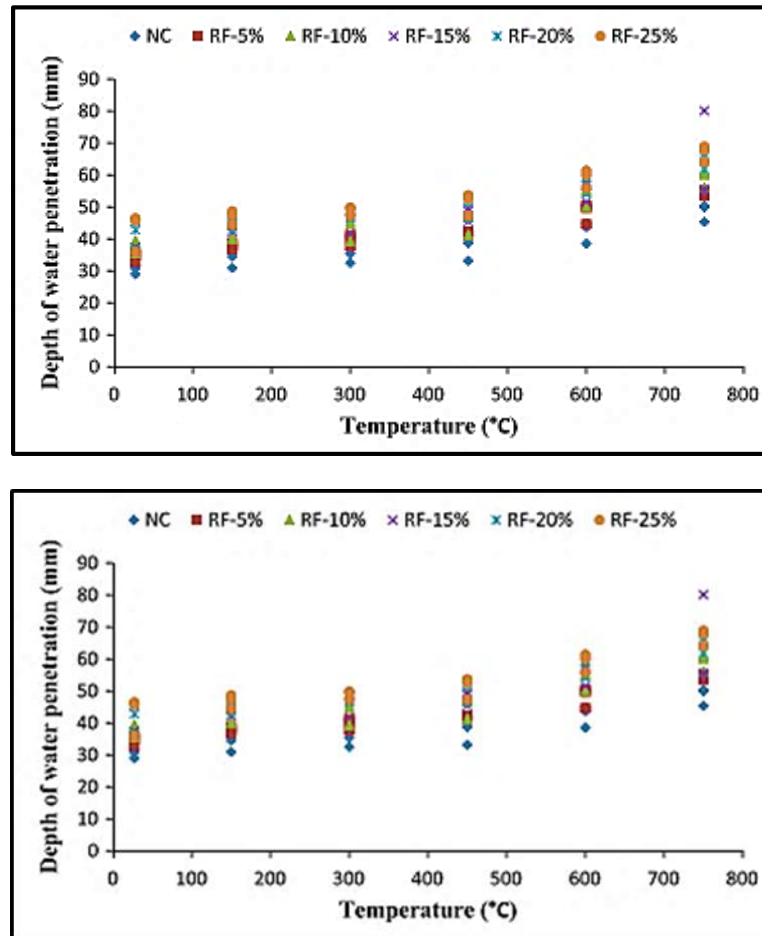 NC RF-5% RF-10% RF-15% RF-20% RF-25%
Depth of water penetration (mm)
90
80
70
60
50
40
30
20
10
0
0 100 200 300 400 500 600 700 800
Temperature (°C)
NC RF-5% RF-10% RF-15% RF-20% RF-25%
Depth of water penetration (mm)
90
80
70
60
50
40
30
20
10
0
0 100 200 300 400 500 600 700 800
Temperature (°C)